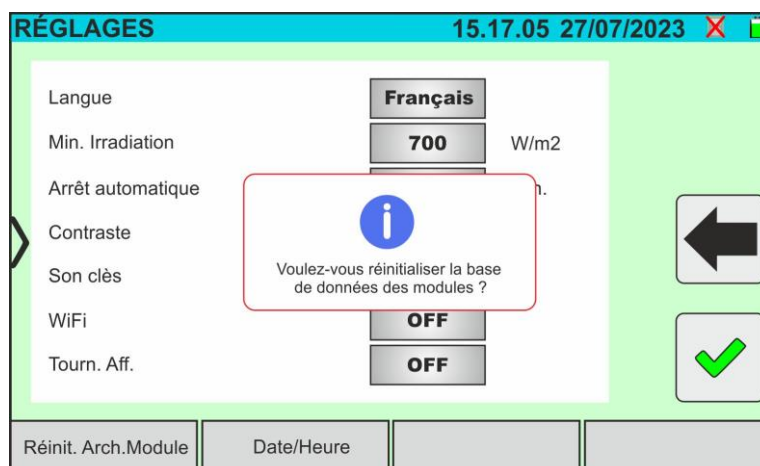 RÉGLAGES 15.17.05 27/07/2023
Langue Français
Min. Irradiation 700 W/m2
Arrêt automatique
Contraste
Son clès
Voulez-vous réinitialiser la base
de données des modules ?
WiFi OFF
Tourn. Aff. OFF
Réinit. Arch.Module Date/Heure